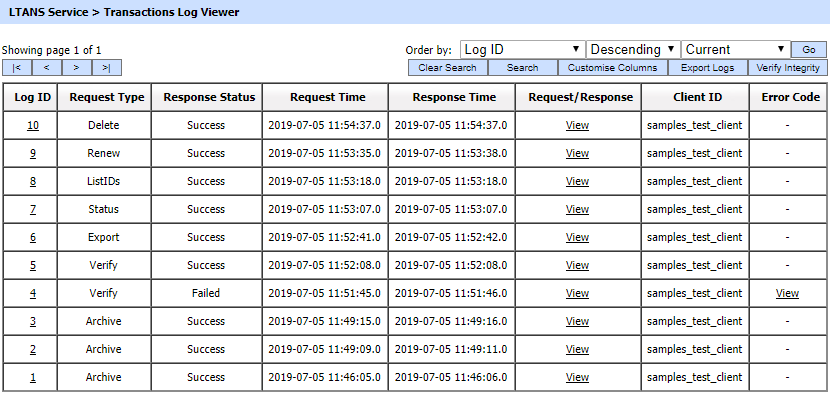 LTANS Service > Transactions Log Viewer
Showing page 1 of 1 Order by: Log ID Descending Current Go
|< < > >| Clear Search Search Customise Columns Export Logs Verify Integrity
Log ID Request Type Response Status Request Time Response Time Request/Response Client ID Error Code
10 Delete Success 2019-07-05 11:54:37.0 2019-07-05 11:54:37.0 View samples_test_client -
9 Renew Success 2019-07-05 11:53:35.0 2019-07-05 11:53:38.0 View samples_test_client -
8 ListIDs Success 2019-07-05 11:53:18.0 2019-07-05 11:53:18.0 View samples_test_client -
7 Status Success 2019-07-05 11:53:07.0 2019-07-05 11:53:07.0 View samples_test_client -
6 Export Success 2019-07-05 11:52:41.0 2019-07-05 11:52:42.0 View samples_test_client -
5 Verify Success 2019-07-05 11:52:08.0 2019-07-05 11:52:08.0 View samples_test_client -
4 Verify Failed 2019-07-05 11:51:45.0 2019-07-05 11:51:46.0 View samples_test_client View
3 Archive Success 2019-07-05 11:49:15.0 2019-07-05 11:49:16.0 View samples_test_client -
2 Archive Success 2019-07-05 11:49:09.0 2019-07-05 11:49:11.0 View samples_test_client -
1 Archive Success 2019-07-05 11:46:05.0 2019-07-05 11:46:06.0 View samples_test_client -